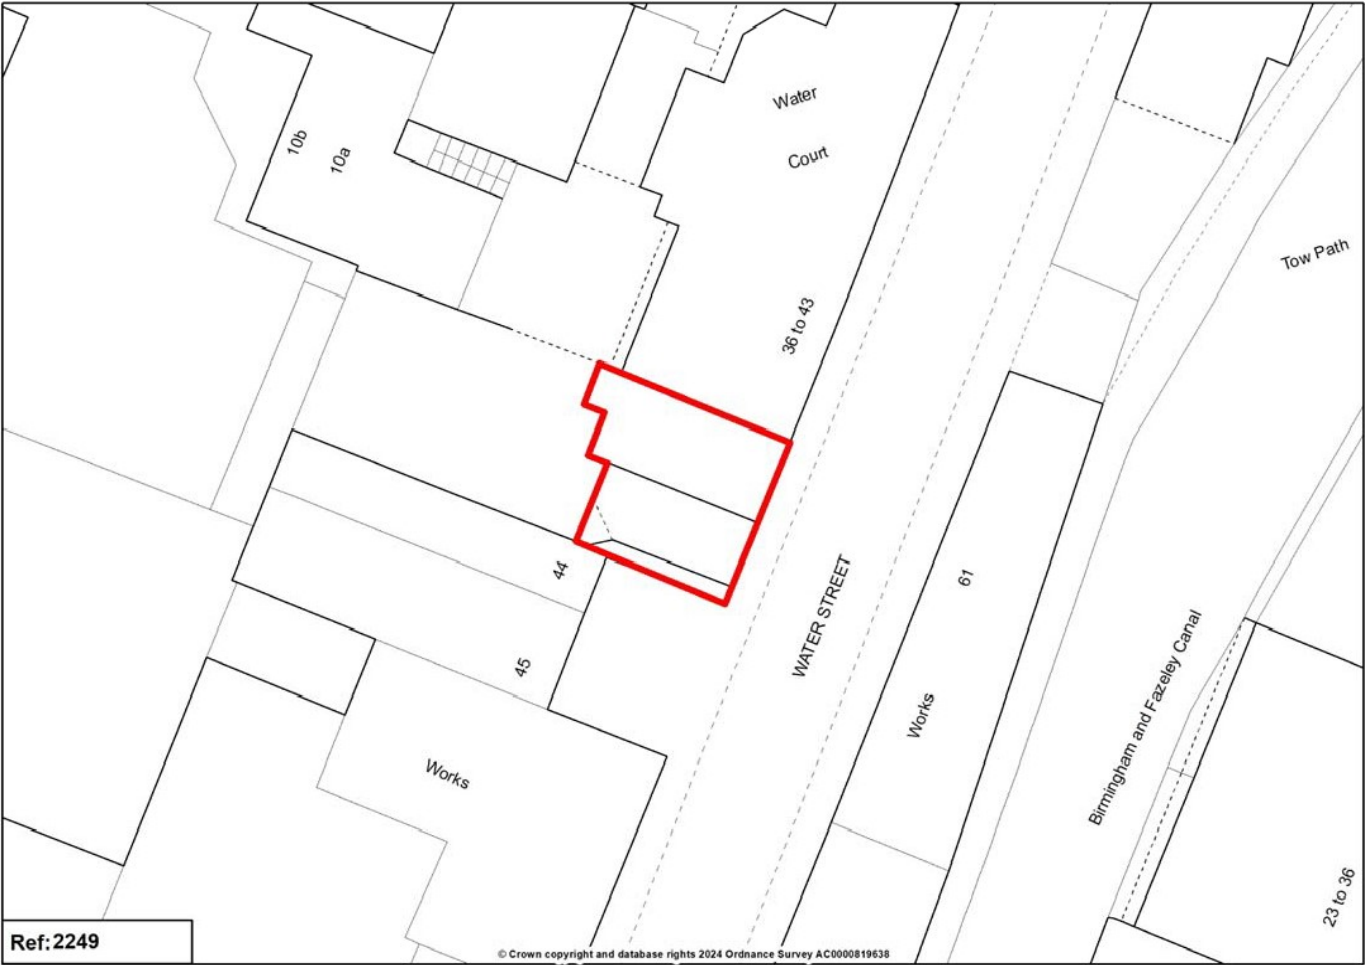 Water
Court
10b
10a
Tow Path
36 to 43
44
WATER STREET
61
45
Works
Birmingham and Fazeley Canal
Works
23 to 36
Ref:2249
© Crown copyright and database rights 2024 Ordnance Survey AC0000819638